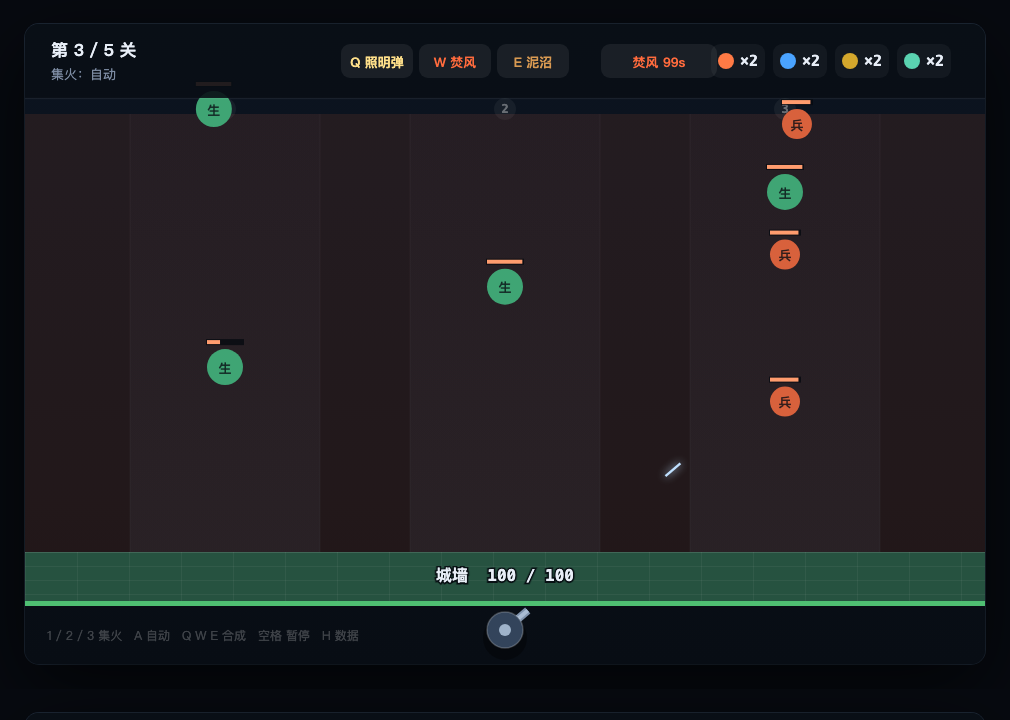 第 3 / 5 关
集火: 自动
Q 照明弹
W 焚风
E 泥沼
焚风 99s
×2
×2
×2
×2
生
2
3
兵
生
兵
生
生
兵
城墙 100 / 100
1 / 2 / 3 集火 A 自动 Q W E 合成 空格 暂停 H 数据